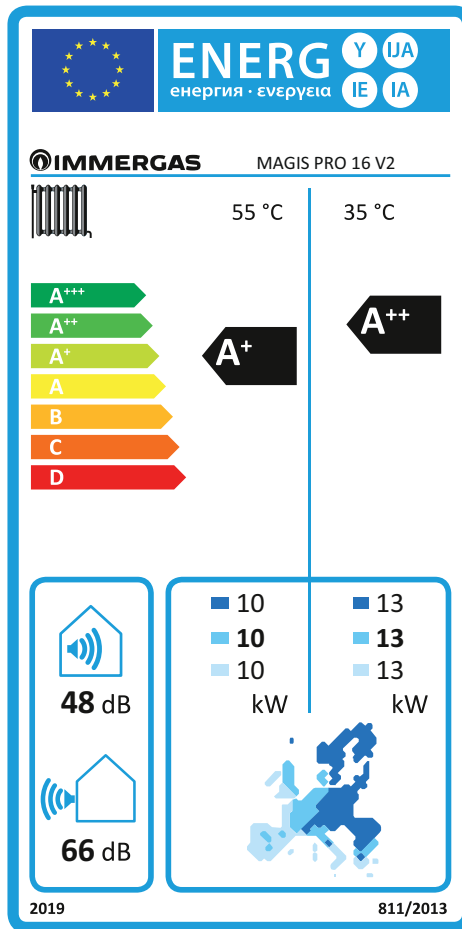 ENERG Y IJA
енергия · ενεργεια IE IA
IMMERGAS MAGIS PRO 16 V2
55 °C 35 °C
A+++
A++
A+
A
B
C
D
A+
A++
10 13
10 13
10 13
kW kW
48 dB
66 dB
2019 811/2013